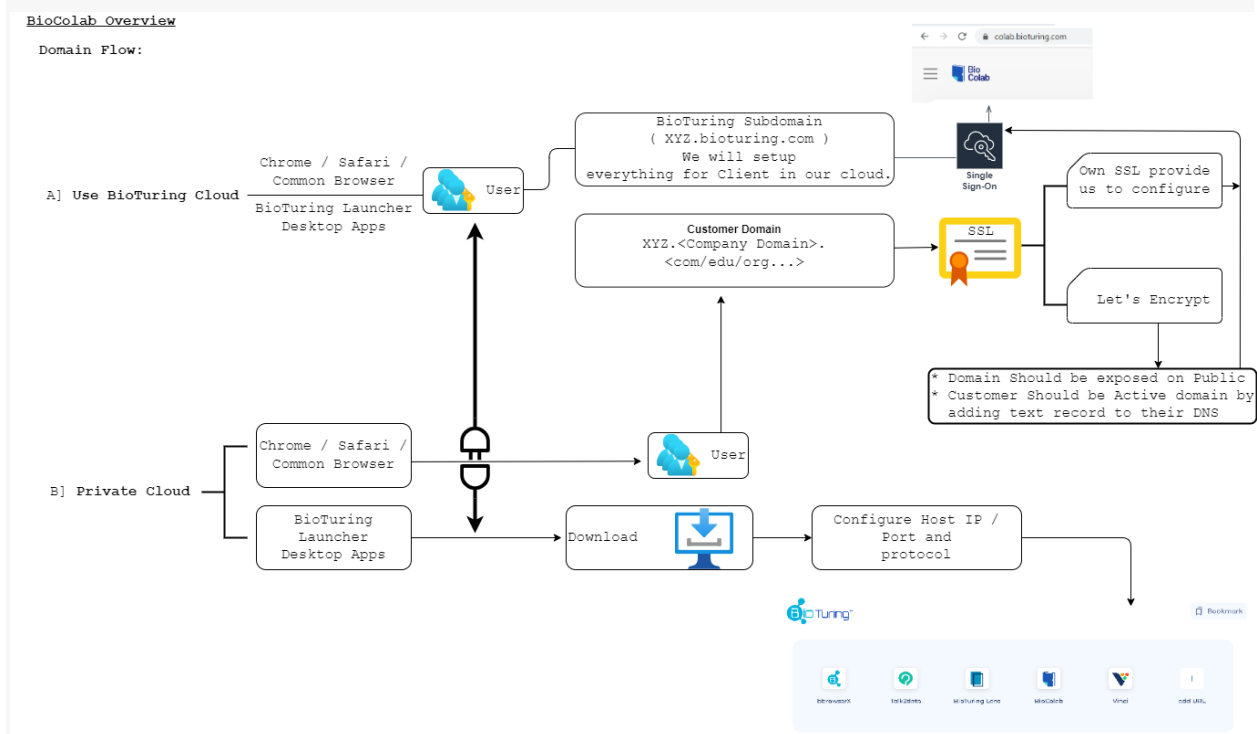 BioColab Overview
Domain Flow:
colab.bioturing.com
Bio
Colab
BioTuring Subdomain
( XYZ.bioturing.com )
We will setup
everything for Client in our cloud.
Single
Sign-On
Own SSL provide
us to configure
Chrome / Safari /
Common Browser
A] Use BioTuring Cloud
User
BioTuring Launcher
Desktop Apps
Customer Domain
XYZ.<Company Domain>.
<com/edu/org...>
SSL
Let's Encrypt
* Domain Should be exposed on Public
* Customer Should be Active domain by
adding text record to their DNS
Chrome / Safari /
Common Browser
User
B] Private Cloud
BioTuring
Launcher
Desktop Apps
Download
Configure Host IP /
Port and
protocol
BioTuring
Bookmark
bbrowserX
Talk2data
BioTuring Lens
BioColab
Vinci
add URL